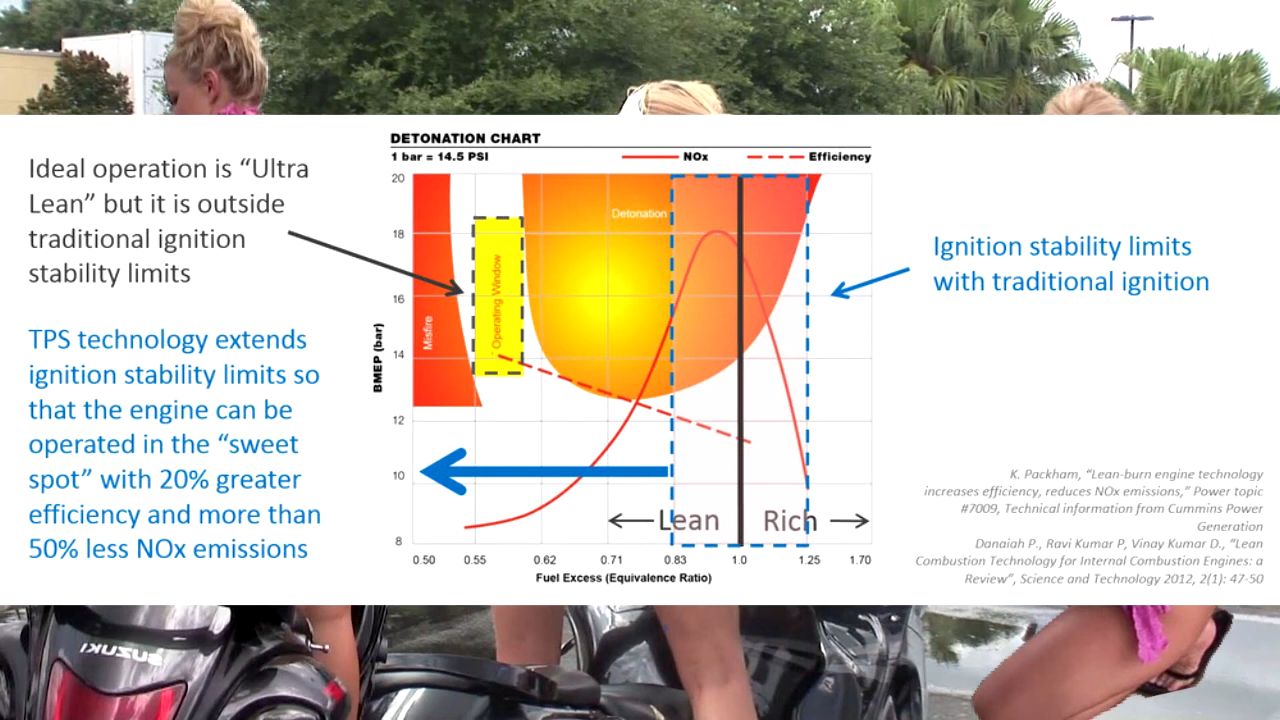 Ideal operation is “Ultra
Lean” but it is outside
traditional ignition
stability limits
TPS technology extends
ignition stability limits so
that the engine can be
operated in the “sweet
spot” with 20% greater
efficiency and more than
50% less NOx emissions
DETONATION CHART
1 bar = 14.5 PSI
NOx
Efficiency
BMEP (bar)
20
18
16
14
12
10
8
Misfire
Operating Window
Detonation
Lean
Rich
0.50 0.55 0.62 0.71 0.83 1.0 1.25 1.70
Fuel Excess (Equivalence Ratio)
Ignition stability limits
with traditional ignition
K. Packham, “Lean-burn engine technology
increases efficiency, reduces NOx emissions,” Power topic
#7009, Technical information from Cummins Power
Generation
Danaiah P., Ravi Kumar P, Vinay Kumar D., “Lean
Combustion Technology for Internal Combustion Engines: a
Review”, Science and Technology 2012, 2(1): 47-50
SUZUKI